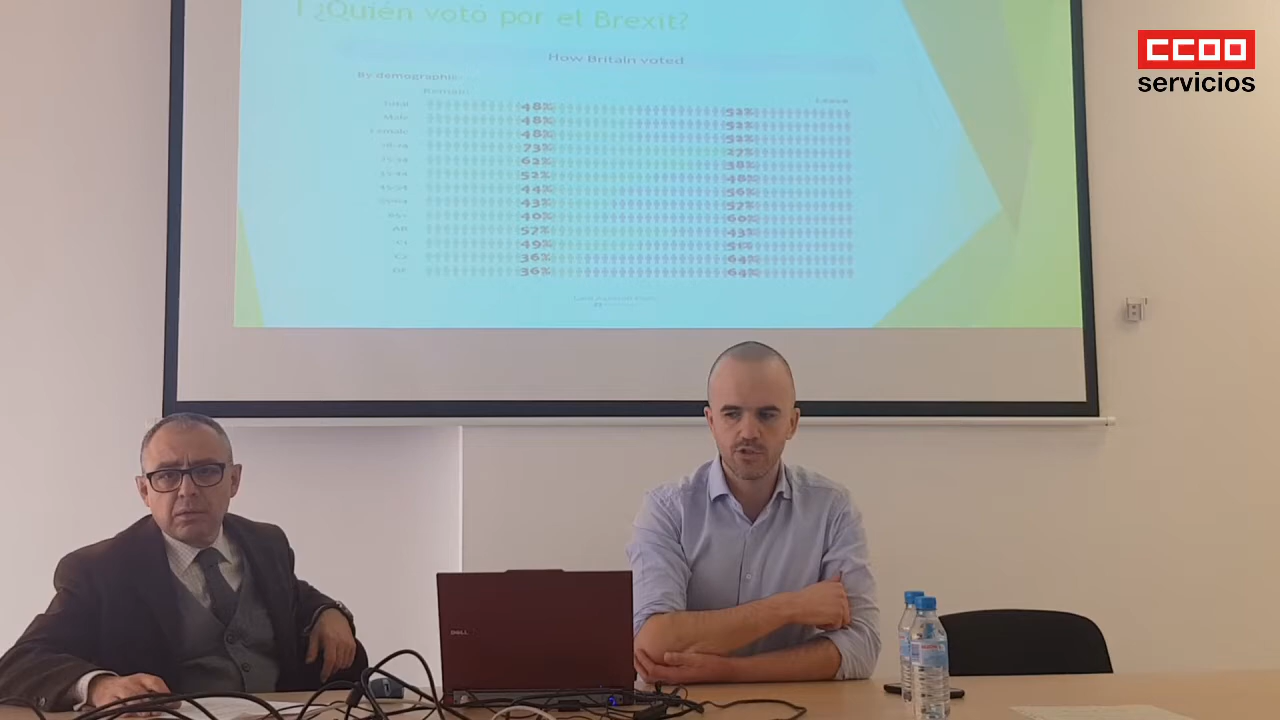 ¿Quién votó por el Brexit?
How Britain voted
By demographic
Remain Leave
Total 48% 52%
Male 48% 52%
Female 48% 52%
73% 27%
62% 38%
52% 48%
44% 56%
43% 57%
40% 60%
AB 57% 43%
C1 49% 51%
C2 36% 64%
DE 36% 64%
CCOO
servicios
DELL